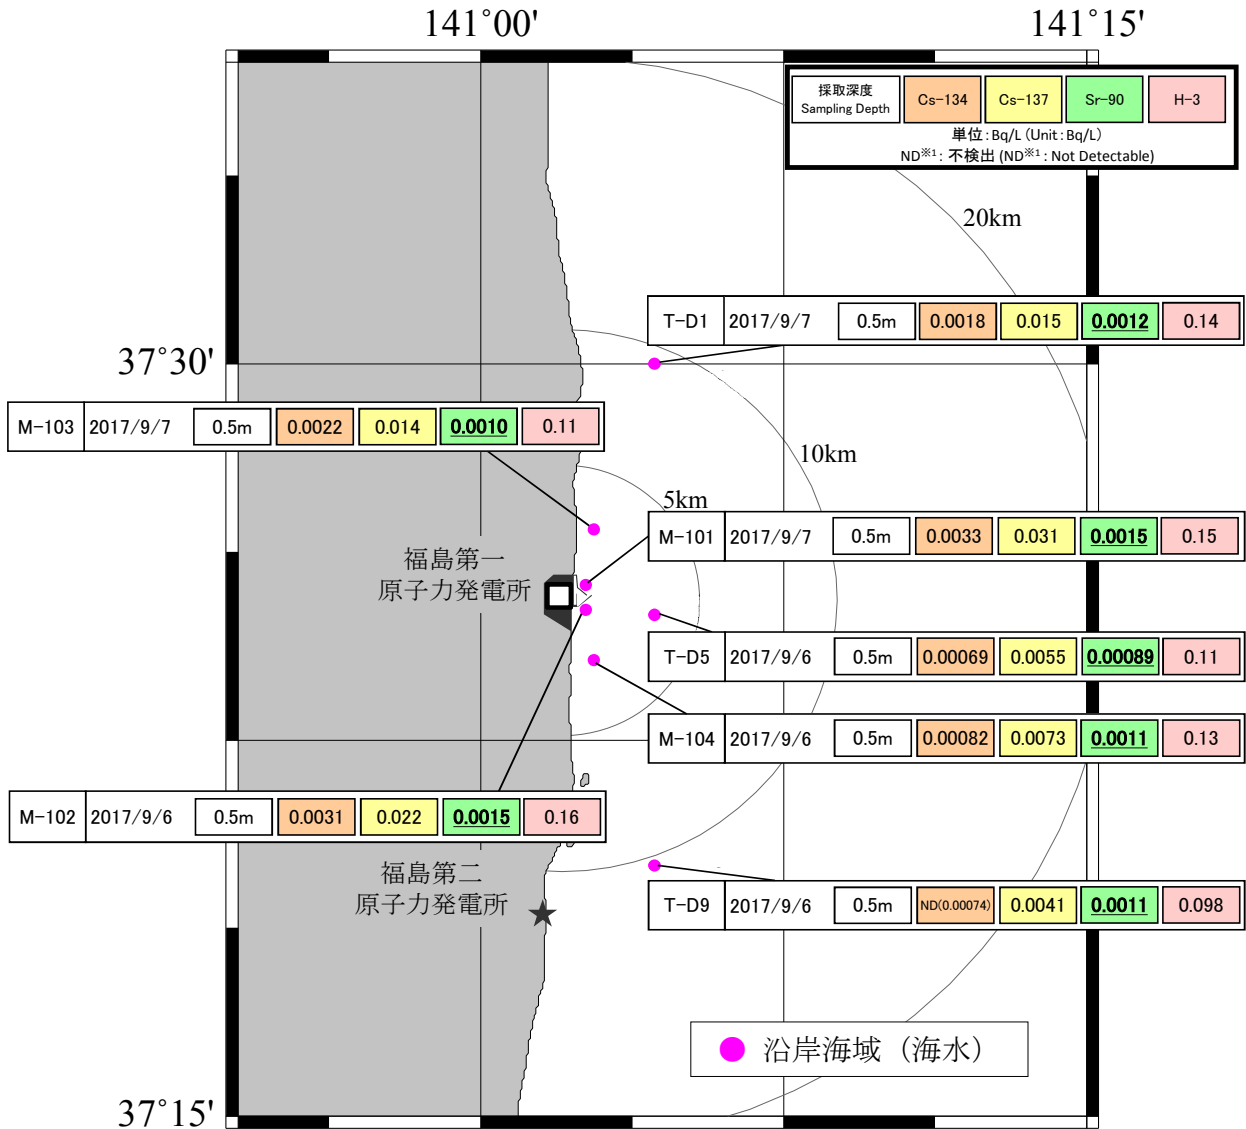 141°00'
141°15'
採取深度
Sampling Depth
Cs-134
Cs-137
Sr-90
H-3
単位：Bq/L（Unit：Bq/L）
ND※1：不検出 (ND※1：Not Detectable)
20km
T-D1 2017/9/7 0.5m 0.0018 0.015 0.0012 0.14
37°30'
M-103 2017/9/7 0.5m 0.0022 0.014 0.0010 0.11
10km
5km
M-101 2017/9/7 0.5m 0.0033 0.031 0.0015 0.15
福島第一
原子力発電所
T-D5 2017/9/6 0.5m 0.00069 0.0055 0.00089 0.11
M-104 2017/9/6 0.5m 0.00082 0.0073 0.0011 0.13
M-102 2017/9/6 0.5m 0.0031 0.022 0.0015 0.16
福島第二
原子力発電所
T-D9 2017/9/6 0.5m ND(0.00074) 0.0041 0.0011 0.098
沿岸海域（海水）
37°15'